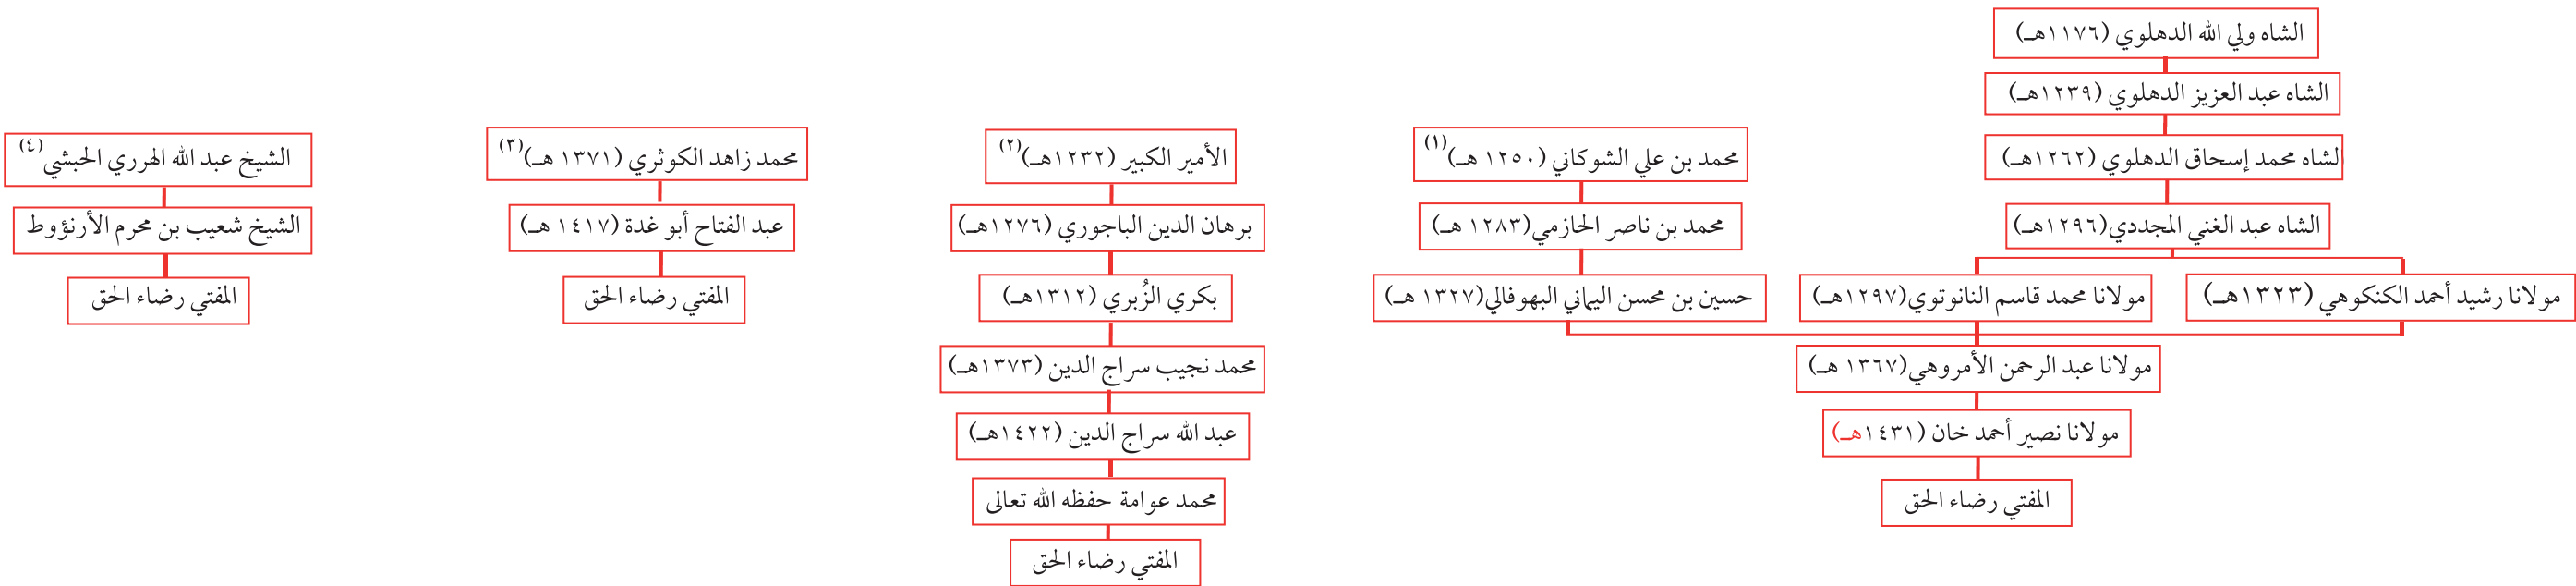 الشاه ولي الله الدهلوي (١١٧٦هـ)
الشاه عبد العزيز الدهلوي (١٢٣٩هـ)
الشاه محمد إسحاق الدهلوي (١٢٦٢هـ)
الشاه عبد الغني المجددي(١٢٩٦هـ)
مولانا رشيد أحمد الكنكوهي (١٣٢٣هـ)
مولانا محمد قاسم النانوتوي(١٢٩٧هـ)
محمد بن علي الشوكاني (١٢٥٠ هـ)(١)
محمد بن ناصر الحازمي(١٢٨٣ هـ)
حسين بن محسن اليماني البهوفالي(١٣٢٧ هـ)
مولانا عبد الرحمن الأمروهي(١٣٦٧ هـ)
مولانا نصير أحمد خان (١٤٣١هـ)
المفتي رضاء الحق
الأمير الكبير (١٢٣٢هـ)(٢)
برهان الدين الباجوري (١٢٧٦هـ)
بكري الزُبري (١٣١٢هـ)
محمد نجيب سراج الدين (١٣٧٣هـ)
عبد الله سراج الدين (١٤٢٢هـ)
محمد عوامة حفظه الله تعالى
المفتي رضاء الحق
محمد زاهد الكوثري (١٣٧١ هـ)(٣)
عبد الفتاح أبو غدة (١٤١٧ هـ)
المفتي رضاء الحق
الشيخ عبد الله الهرري الحبشي(٤)
الشيخ شعيب بن محرم الأرنؤوط
المفتي رضاء الحق